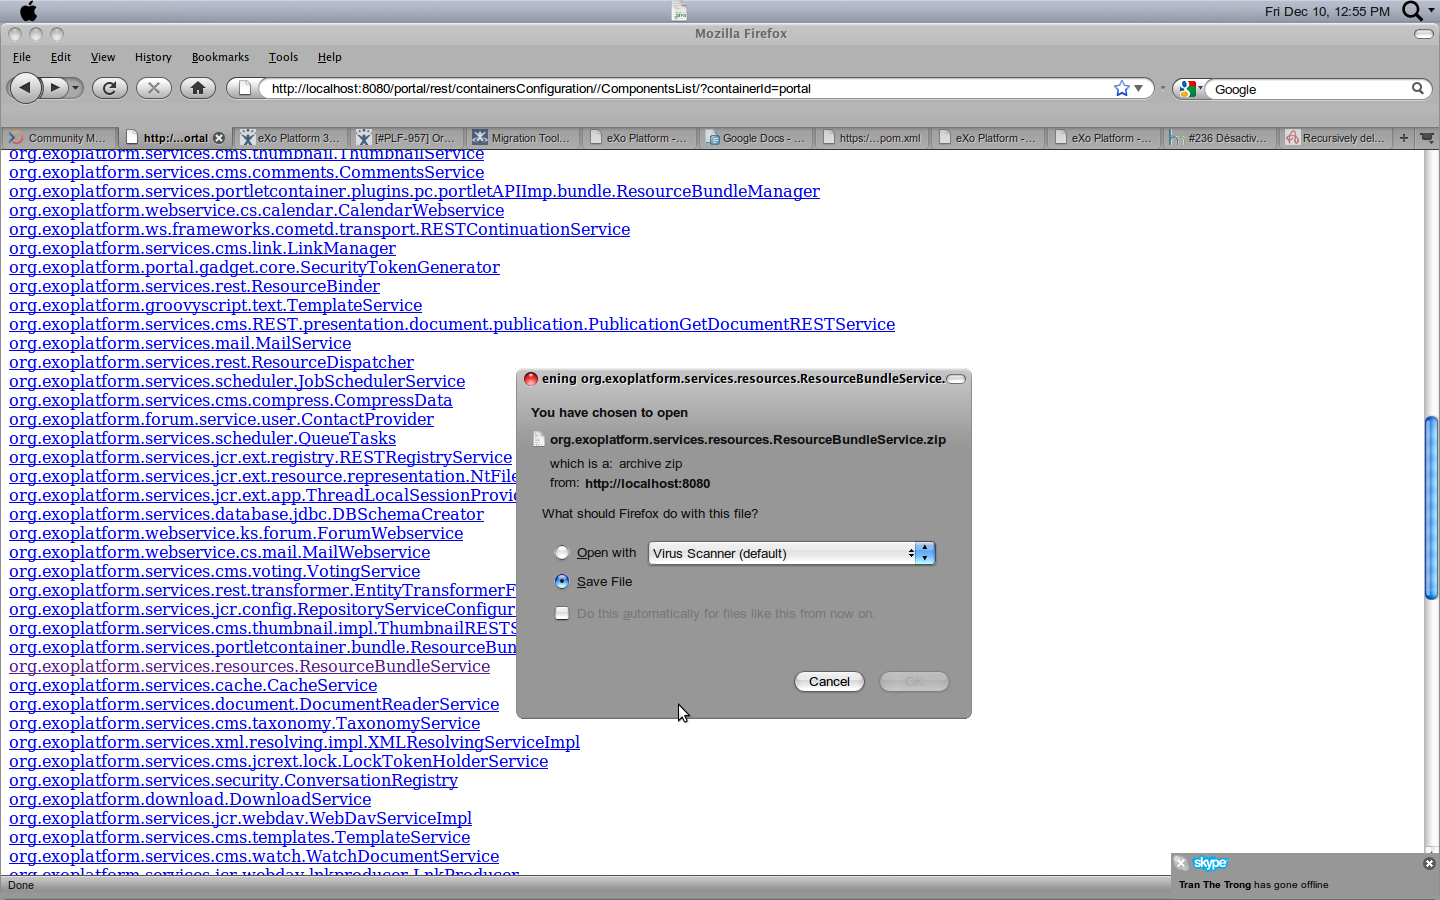 Fri Dec 10, 12:55 PM
Mozilla Firefox
File Edit View History Bookmarks Tools Help
http://localhost:8080/portal/rest/containersConfiguration//ComponentsList/?containerId=portal
Google
Community M...
http:/...ortal
eXo Platform 3...
[#PLF-957] Or...
Migration Tool...
eXo Platform -...
Google Docs - ...
https:/...pom.xml
eXo Platform -...
eXo Platform -...
#236 Désactiv...
Recursively del...
org.exoplatform.services.cms.thumbnail.ThumbnailService
org.exoplatform.services.cms.comments.CommentsService
org.exoplatform.services.portletcontainer.plugins.pc.portletAPIImp.bundle.ResourceBundleManager
org.exoplatform.webservice.cs.calendar.CalendarWebservice
org.exoplatform.ws.frameworks.cometd.transport.RESTContinuationService
org.exoplatform.services.cms.link.LinkManager
org.exoplatform.portal.gadget.core.SecurityTokenGenerator
org.exoplatform.services.rest.ResourceBinder
org.exoplatform.groovyscript.text.TemplateService
org.exoplatform.services.cms.REST.presentation.document.publication.PublicationGetDocumentRESTService
org.exoplatform.services.mail.MailService
org.exoplatform.services.rest.ResourceDispatcher
org.exoplatform.services.scheduler.JobSchedulerService
org.exoplatform.services.cms.compress.CompressData
org.exoplatform.forum.service.user.ContactProvider
org.exoplatform.services.scheduler.QueueTasks
org.exoplatform.services.jcr.ext.registry.RESTRegistryService
org.exoplatform.services.jcr.ext.resource.representation.NtFile
org.exoplatform.services.jcr.ext.app.ThreadLocalSessionProvi
org.exoplatform.services.database.jdbc.DBSchemaCreator
org.exoplatform.webservice.ks.forum.ForumWebservice
org.exoplatform.webservice.cs.mail.MailWebservice
org.exoplatform.services.cms.voting.VotingService
org.exoplatform.services.rest.transformer.EntityTransformerF
org.exoplatform.services.jcr.config.RepositoryServiceConfigur
org.exoplatform.services.cms.thumbnail.impl.ThumbnailRESTS
org.exoplatform.services.portletcontainer.bundle.ResourceBun
org.exoplatform.services.resources.ResourceBundleService
org.exoplatform.services.cache.CacheService
org.exoplatform.services.document.DocumentReaderService
org.exoplatform.services.cms.taxonomy.TaxonomyService
org.exoplatform.services.xml.resolving.impl.XMLResolvingServiceImpl
org.exoplatform.services.cms.jcrext.lock.LockTokenHolderService
org.exoplatform.services.security.ConversationRegistry
org.exoplatform.download.DownloadService
org.exoplatform.services.jcr.webdav.WebDavServiceImpl
org.exoplatform.services.cms.templates.TemplateService
org.exoplatform.services.cms.watch.WatchDocumentService
org.exoplatform.services.jcr.webdav.lnkproducer.LnkProducer
ening org.exoplatform.services.resources.ResourceBundleService.
You have chosen to open
org.exoplatform.services.resources.ResourceBundleService.zip
which is a: archive zip
from: http://localhost:8080
What should Firefox do with this file?
Open with Virus Scanner (default)
Save File
Do this automatically for files like this from now on.
Cancel OK
Done
skype
Tran The Trong has gone offline